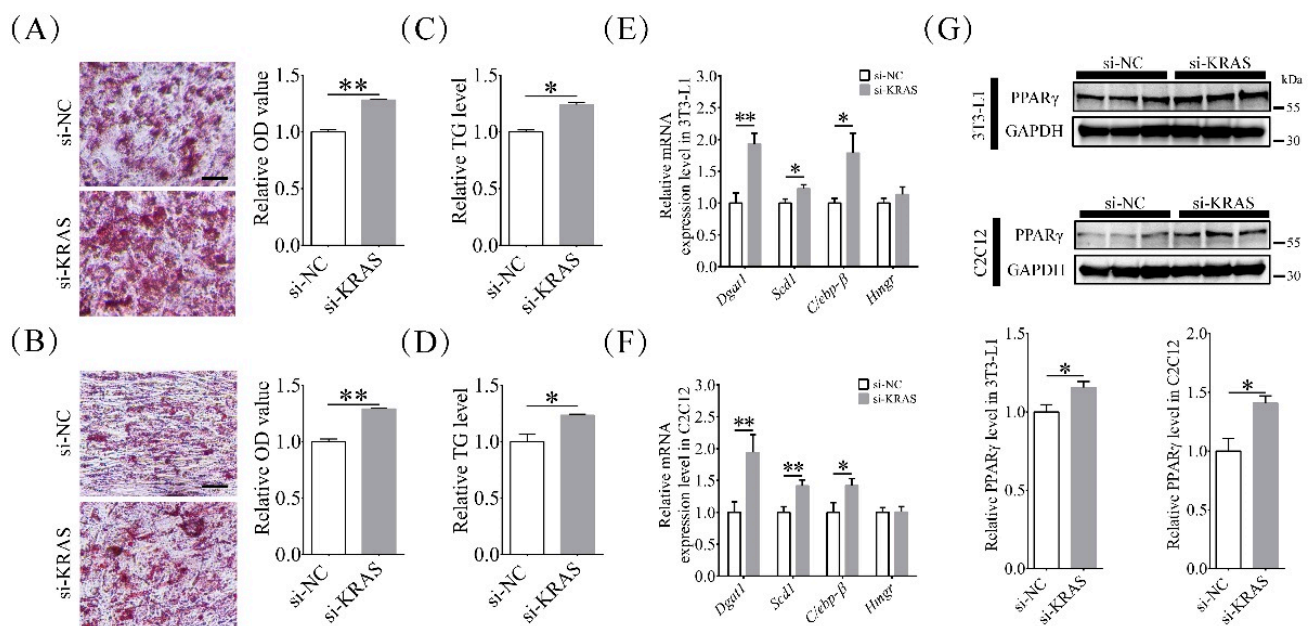 (A)
si-NC
si-KRAS
Relative OD value
1.5
1.0
0.5
0.0
**
si-NC
si-KRAS
(C)
Relative TG level
1.5
1.0
0.5
0.0
*
si-NC
si-KRAS
(E)
Relative mRNA
expression level in 3T3-L1
3.0
2.5
2.0
1.5
1.0
0.5
0.0
si-NC
si-KRAS
**
*
*
Dgat1
Scd1
C/ebp-β
Hmgr
(G)
si-NC
si-KRAS
kDa
3T3-L1
PPARγ
55
GAPDH
30
si-NC
si-KRAS
C2C12
PPARγ
55
GAPDH
30
(B)
si-NC
si-KRAS
Relative OD value
1.5
1.0
0.5
0.0
**
si-NC
si-KRAS
(D)
Relative TG level
1.5
1.0
0.5
0.0
*
si-NC
si-KRAS
(F)
Relative mRNA
expression level in C2C12
3.0
2.5
2.0
1.5
1.0
0.5
0.0
si-NC
si-KRAS
**
**
*
Dgat1
Scd1
C/ebp-β
Hmgr
Relative PPARγ level in 3T3-L1
1.5
1.0
0.5
0.0
*
si-NC
si-KRAS
Relative PPARγ level in C2C12
2.0
1.5
1.0
0.5
0.0
*
si-NC
si-KRAS